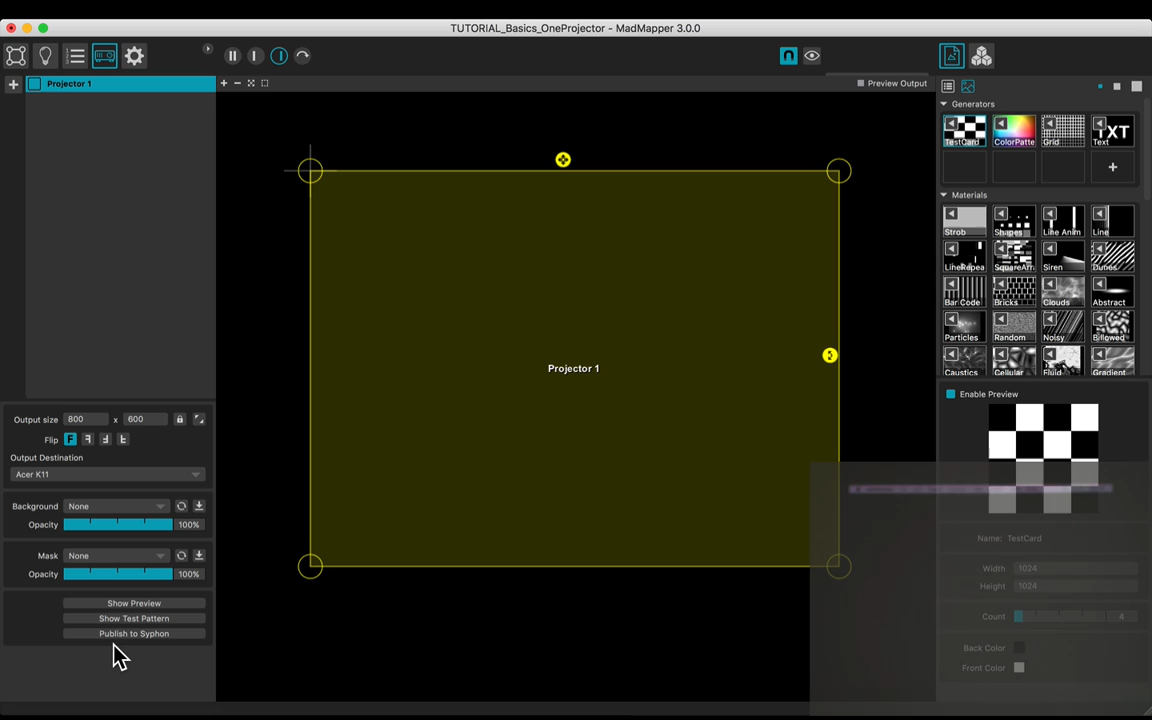 TUTORIAL_Basics_OneProjector - MadMapper 3.0.0
Projector 1
Preview Output
Generators
TestCard
ColorPatte
Grid
TXT
Text
Materials
Strob
Shapes
Line Anim
Line
LineRepea
SquareArr
Siren
Dunes
Bar Code
Bricks
Clouds
Abstract
Particles
Random
Noisy
Billowed
Caustics
Cellular
Fluid
Gradient
Projector 1
Output size 800 x 600
Flip
Output Destination
Acer K11
Background None
Opacity 100%
Mask None
Opacity 100%
Show Preview
Show Test Pattern
Publish to Syphon
Enable Preview
Name: TestCard
Width 1024
Height 1024
Count 4
Back Color
Front Color